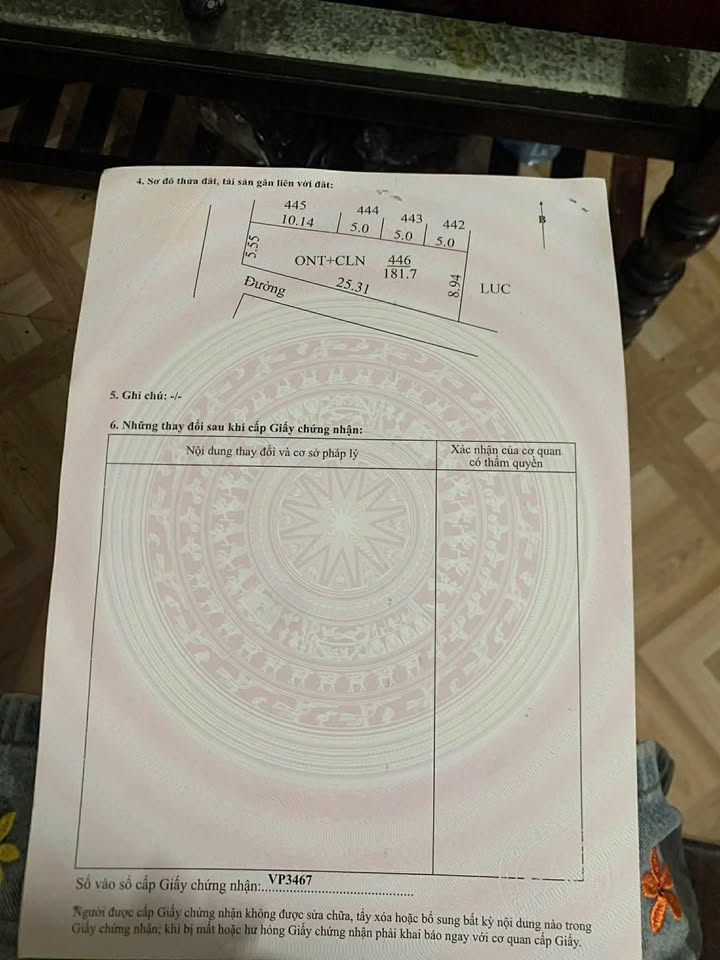 4. Sơ đồ thửa đất, tài sản gắn liền với đất:
445 444 443 442
10.14 5.0 5.0 5.0
B
5.55
ONT+CLN 446
181.7
8.94
LUC
Đường 25.31
5. Ghi chú: -/-
6. Những thay đổi sau khi cấp Giấy chứng nhận:
Nội dung thay đổi và cơ sở pháp lý
Xác nhận của cơ quan
có thẩm quyền
Số vào sổ cấp Giấy chứng nhận: VP3467
Người được cấp Giấy chứng nhận không được sửa chữa, tẩy xóa hoặc bổ sung bất kỳ nội dung nào trong
Giấy chứng nhận; khi bị mất hoặc hư hỏng Giấy chứng nhận phải khai báo ngay với cơ quan cấp Giấy.